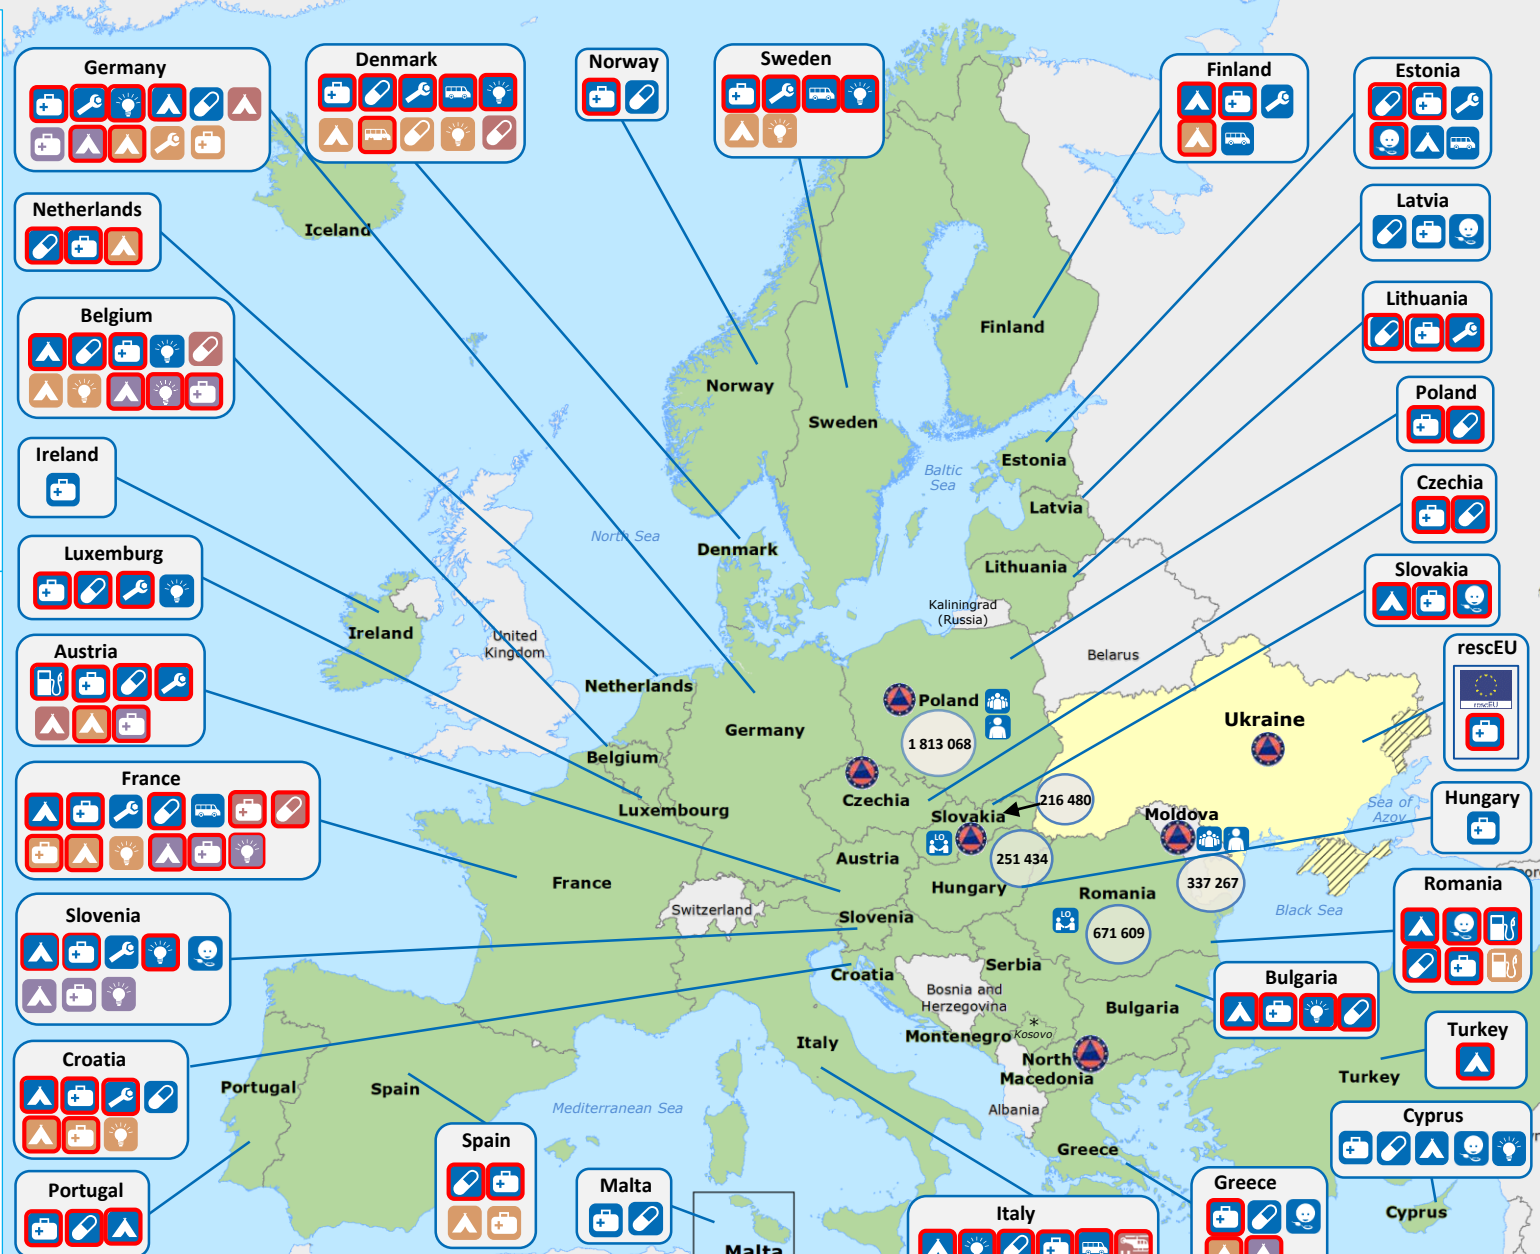 Germany
Denmark
Norway
Sweden
Finland
Estonia
Netherlands
Iceland
Latvia
Belgium
Lithuania
Finland
Norway
Poland
Sweden
Ireland
Estonia
Baltic
Sea
Czechia
Latvia
North Sea
Luxemburg
Denmark
Lithuania
Slovakia
Kaliningrad
(Russia)
Ireland
United
Kingdom
Austria
Belarus
rescEU
rescEU
Netherlands
Poland
Ukraine
Germany
1 813 068
Belgium
France
Czechia
Luxembourg
216 480
Slovakia
Moldova
Sea of
Azov
Hungary
LO
251 434
Austria
France
Hungary
Romania
337 267
Romania
Switzerland
Slovenia
Slovenia
LO
671 609
Black Sea
Croatia
Serbia
Bulgaria
Bosnia and
Herzegovina
Bulgaria
*
Kosovo
Montenegro
Italy
Turkey
Croatia
North
Macedonia
Turkey
Portugal
Spain
Mediterranean Sea
Albania
Cyprus
Spain
Greece
Portugal
Malta
Greece
Italy
Cyprus
Malta